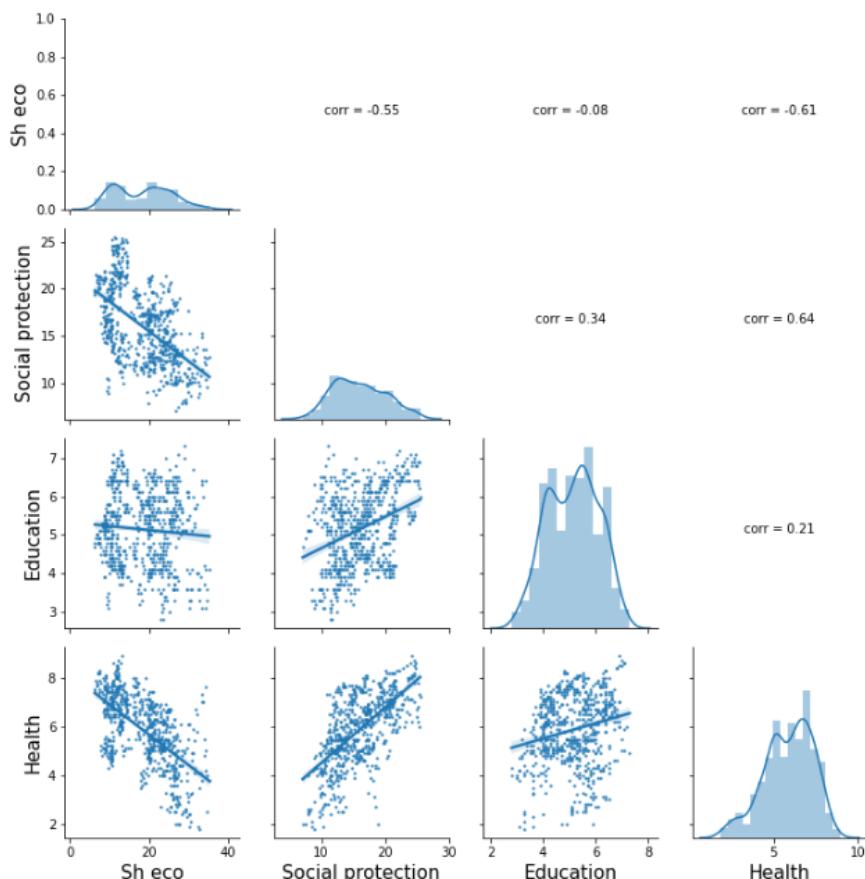 1.0
0.8
0.6
0.4
0.2
0.0
Sh eco
corr = -0.55
corr = -0.08
corr = -0.61
25
20
15
10
Social protection
corr = 0.34
corr = 0.64
7
6
5
4
3
Education
corr = 0.21
8
6
4
2
Health
0 20 40
10 20 30
2 4 6 8
5 10
Sh eco
Social protection
Education
Health